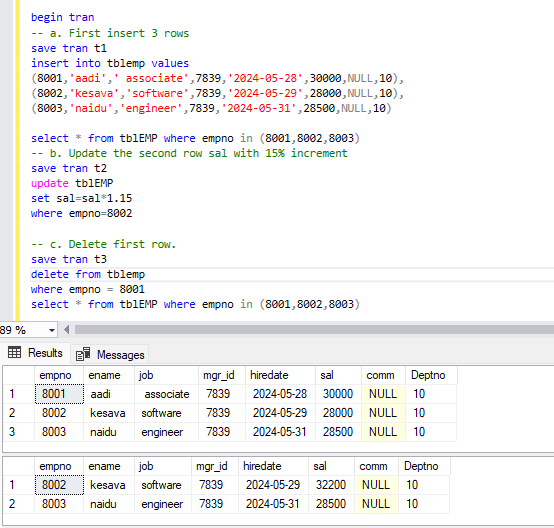 begin tran
-- a. First insert 3 rows
save tran t1
insert into tblemp values
(8001,'aadi',' associate',7839,'2024-05-28',30000,NULL,10),
(8002,'kesava','software',7839,'2024-05-29',28000,NULL,10),
(8003,'naidu','engineer',7839,'2024-05-31',28500,NULL,10)
select * from tblEMP where empno in (8001,8002,8003)
-- b. Update the second row sal with 15% increment
save tran t2
update tblEMP
set sal=sal*1.15
where empno=8002
-- c. Delete first row.
save tran t3
delete from tblemp
where empno = 8001
select * from tblEMP where empno in (8001,8002,8003)
89 %
Results Messages
empno ename job mgr_id hiredate sal comm Deptno
1 8001 aadi associate 7839 2024-05-28 30000 NULL 10
2 8002 kesava software 7839 2024-05-29 28000 NULL 10
3 8003 naidu engineer 7839 2024-05-31 28500 NULL 10
empno ename job mgr_id hiredate sal comm Deptno
1 8002 kesava software 7839 2024-05-29 32200 NULL 10
2 8003 naidu engineer 7839 2024-05-31 28500 NULL 10